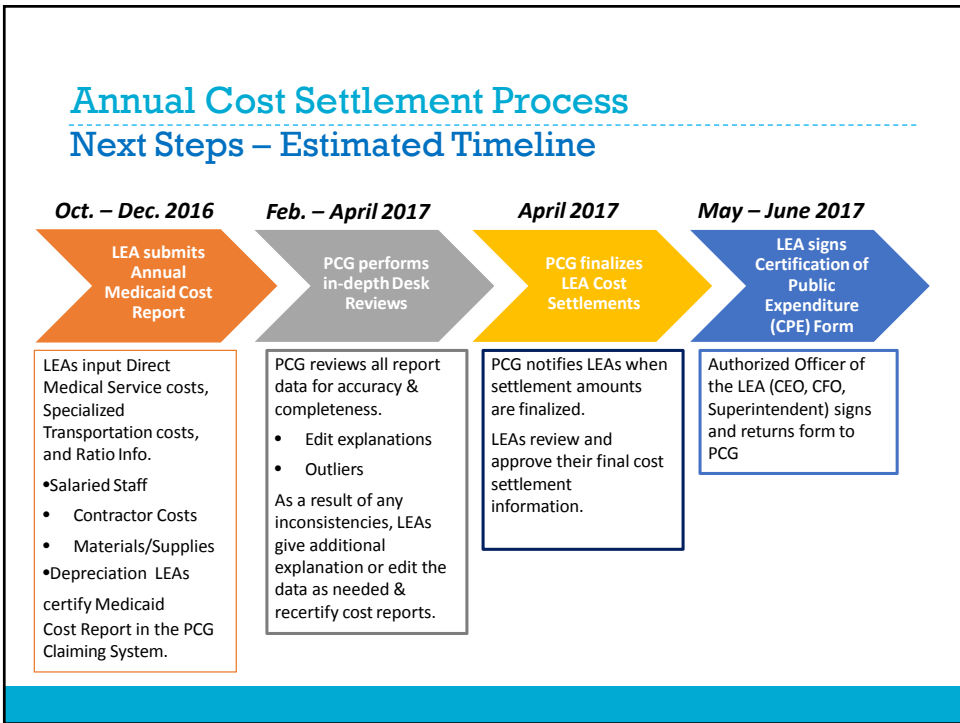 Annual Cost Settlement Process
Next Steps – Estimated Timeline
Oct. – Dec. 2016
LEA submits
Annual
Medicaid Cost
Report
LEAs input Direct
Medical Service costs,
Specialized
Transportation costs,
and Ratio Info.
•Salaried Staff
• Contractor Costs
• Materials/Supplies
•Depreciation LEAs
certify Medicaid
Cost Report in the PCG
Claiming System.
Feb. – April 2017
PCG performs
in-depth Desk
Reviews
PCG reviews all report
data for accuracy &
completeness.
• Edit explanations
• Outliers
As a result of any
inconsistencies, LEAs
give additional
explanation or edit the
data as needed &
recertify cost reports.
April 2017
PCG finalizes
LEA Cost
Settlements
PCG notifies LEAs when
settlement amounts
are finalized.
LEAs review and
approve their final cost
settlement
information.
May – June 2017
LEA signs
Certification of
Public
Expenditure
(CPE) Form
Authorized Officer of
the LEA (CEO, CFO,
Superintendent) signs
and returns form to
PCG